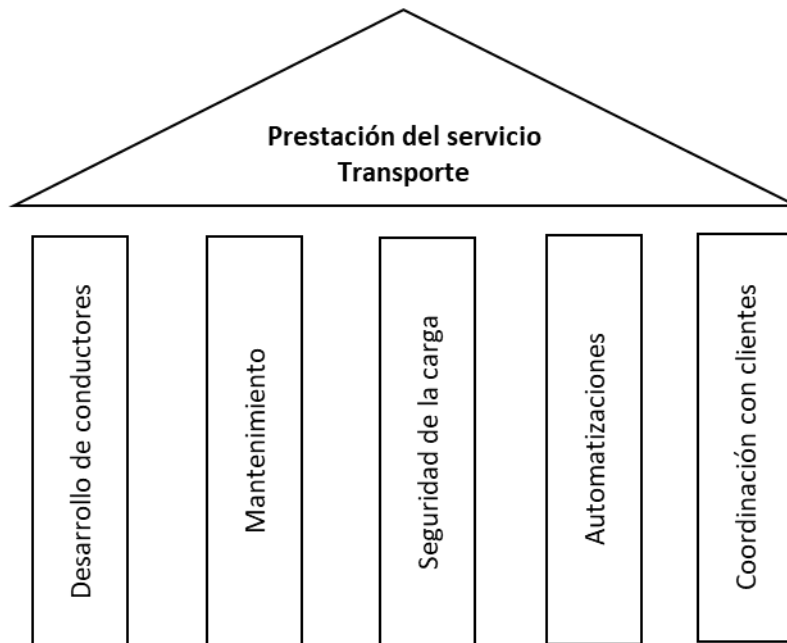 Prestación del servicio
Transporte
Desarrollo de conductores
Mantenimiento
Seguridad de la carga
Automatizaciones
Coordinación con clientes